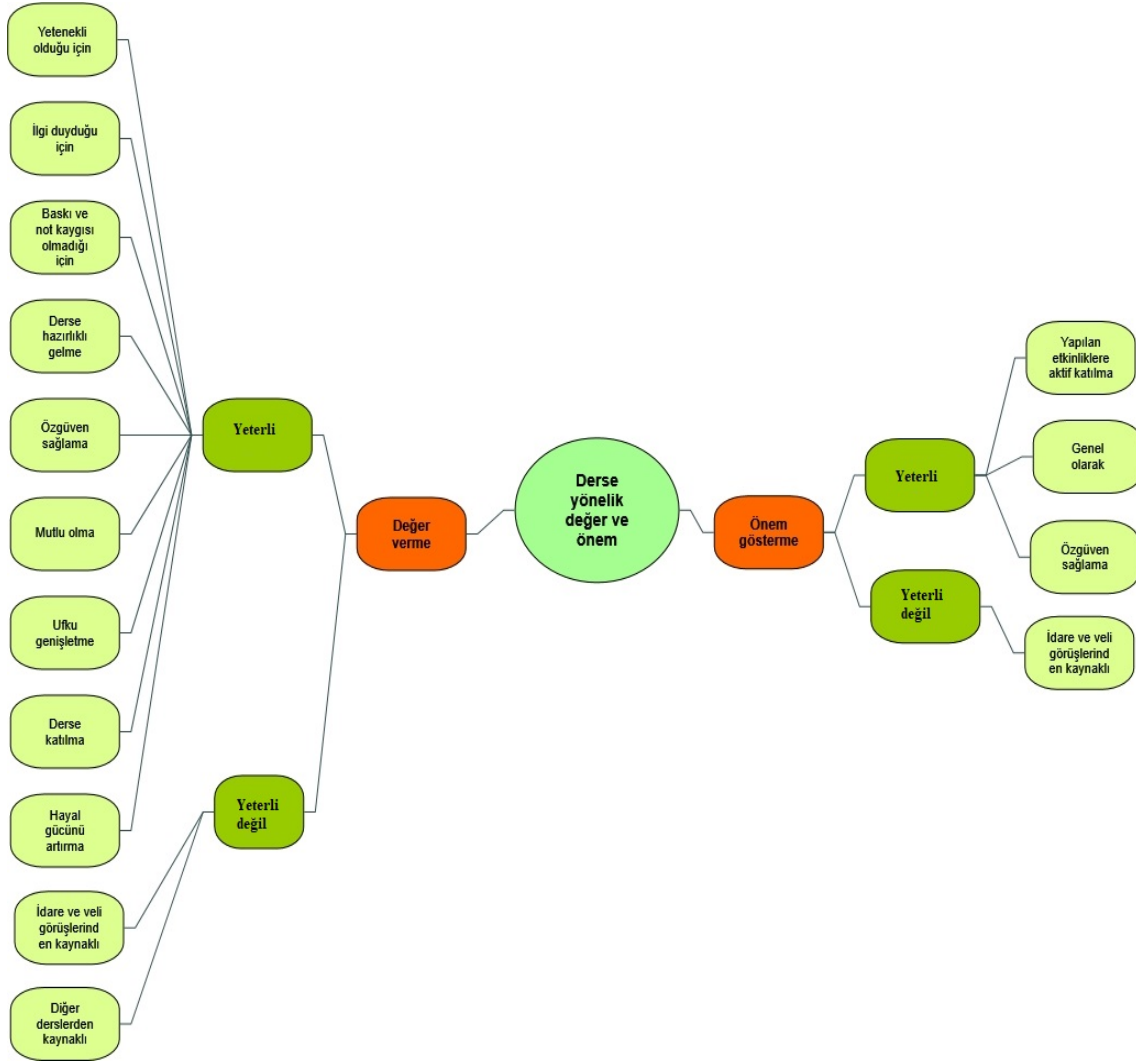 Yetenekli
olduğu için
İlgi duyduğu
için
Baskı ve
not kaygısı
olmadığı
için
Derse
hazırlıklı
gelme
Özgüven
sağlama
Mutlu olma
Ufku
genişletme
Derse
katılma
Hayal
gücünü
artırma
İdare ve veli
görüşlerind
en kaynaklı
Diğer
derslerden
kaynaklı
Yeterli
Yeterli
değil
Değer
verme
Derse
yönelik
değer ve
önem
Önem
gösterme
Yeterli
Yeterli
değil
Yapılan
etkinliklere
aktif katılma
Genel
olarak
Özgüven
sağlama
İdare ve veli
görüşlerind
en kaynaklı